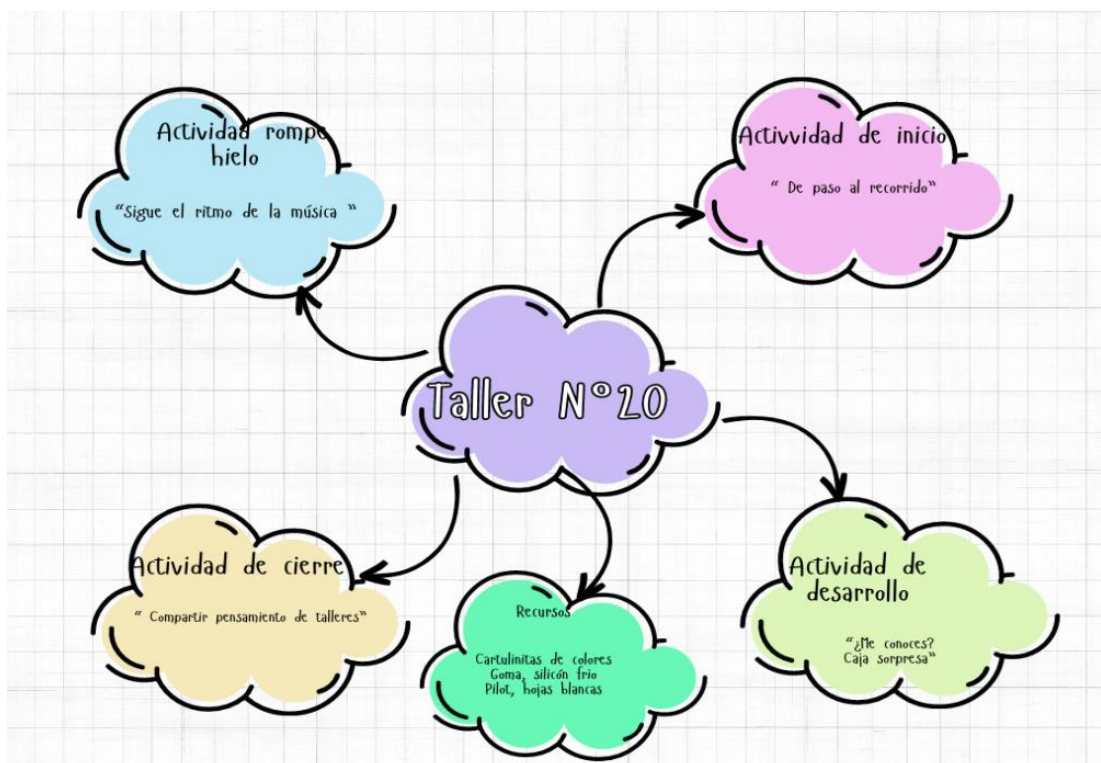 Actividad rompe
hielo
“Sigue el ritmo de la música ”
Activvidad de inicio
“ De paso al recorrido”
Taller N°20
Actividad de cierre
“ Compartir pensamiento de talleres”
Recursos
Cartulinitas de colores
Goma, silicón frio
Pilot, hojas blancas
Actividad de
desarrollo
“¿Me conoces?
Caja sorpresa”